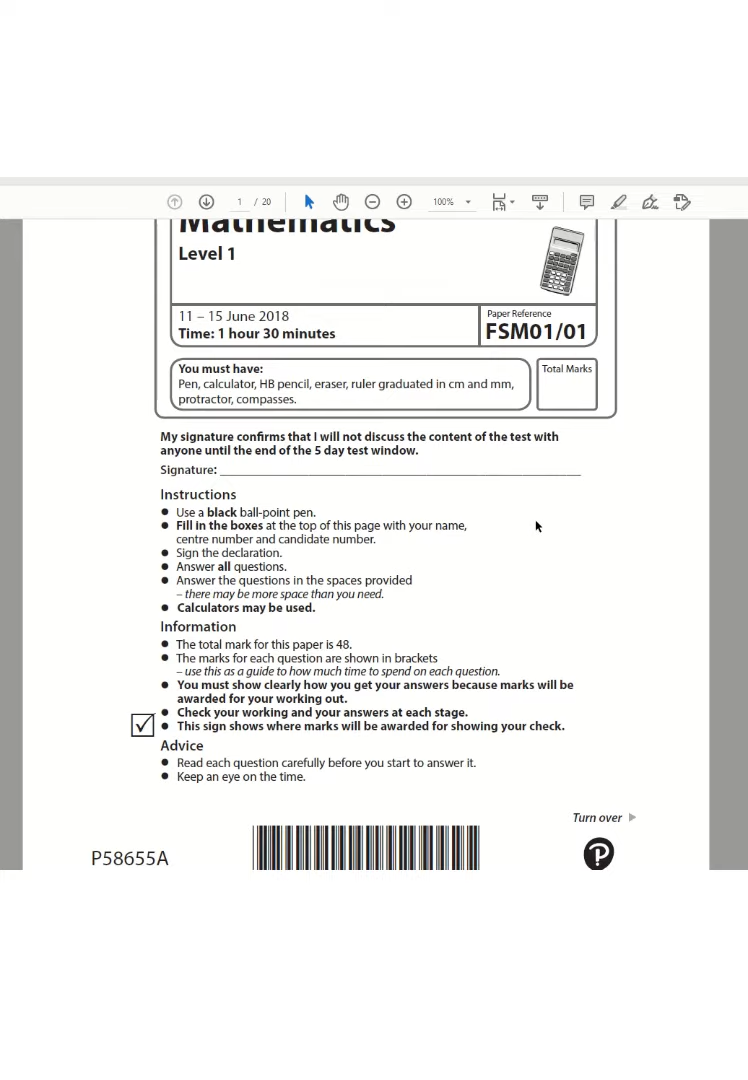 1 / 20
100%
Mathematics
Level 1
11 – 15 June 2018
Time: 1 hour 30 minutes
Paper Reference
FSM01/01
You must have:
Pen, calculator, HB pencil, eraser, ruler graduated in cm and mm,
protractor, compasses.
Total Marks
My signature confirms that I will not discuss the content of the test with
anyone until the end of the 5 day test window.
Signature:
Instructions
● Use a black ball-point pen.
● Fill in the boxes at the top of this page with your name,
centre number and candidate number.
● Sign the declaration.
● Answer all questions.
● Answer the questions in the spaces provided
– there may be more space than you need.
● Calculators may be used.
Information
● The total mark for this paper is 48.
● The marks for each question are shown in brackets
– use this as a guide to how much time to spend on each question.
● You must show clearly how you get your answers because marks will be
awarded for your working out.
● Check your working and your answers at each stage.
● This sign shows where marks will be awarded for showing your check.
Advice
● Read each question carefully before you start to answer it.
● Keep an eye on the time.
Turn over
P58655A
P